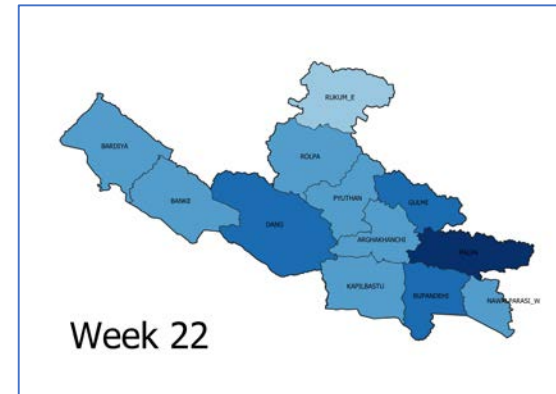 RUKUM_E
BARDIYA
ROLPA
BANKE
PYUTHAN
GULMI
DANG
ARGHAKHANCHI
PALPA
KAPILBASTU
RUPANDEHI
NAWALPARASI_W
Week 22